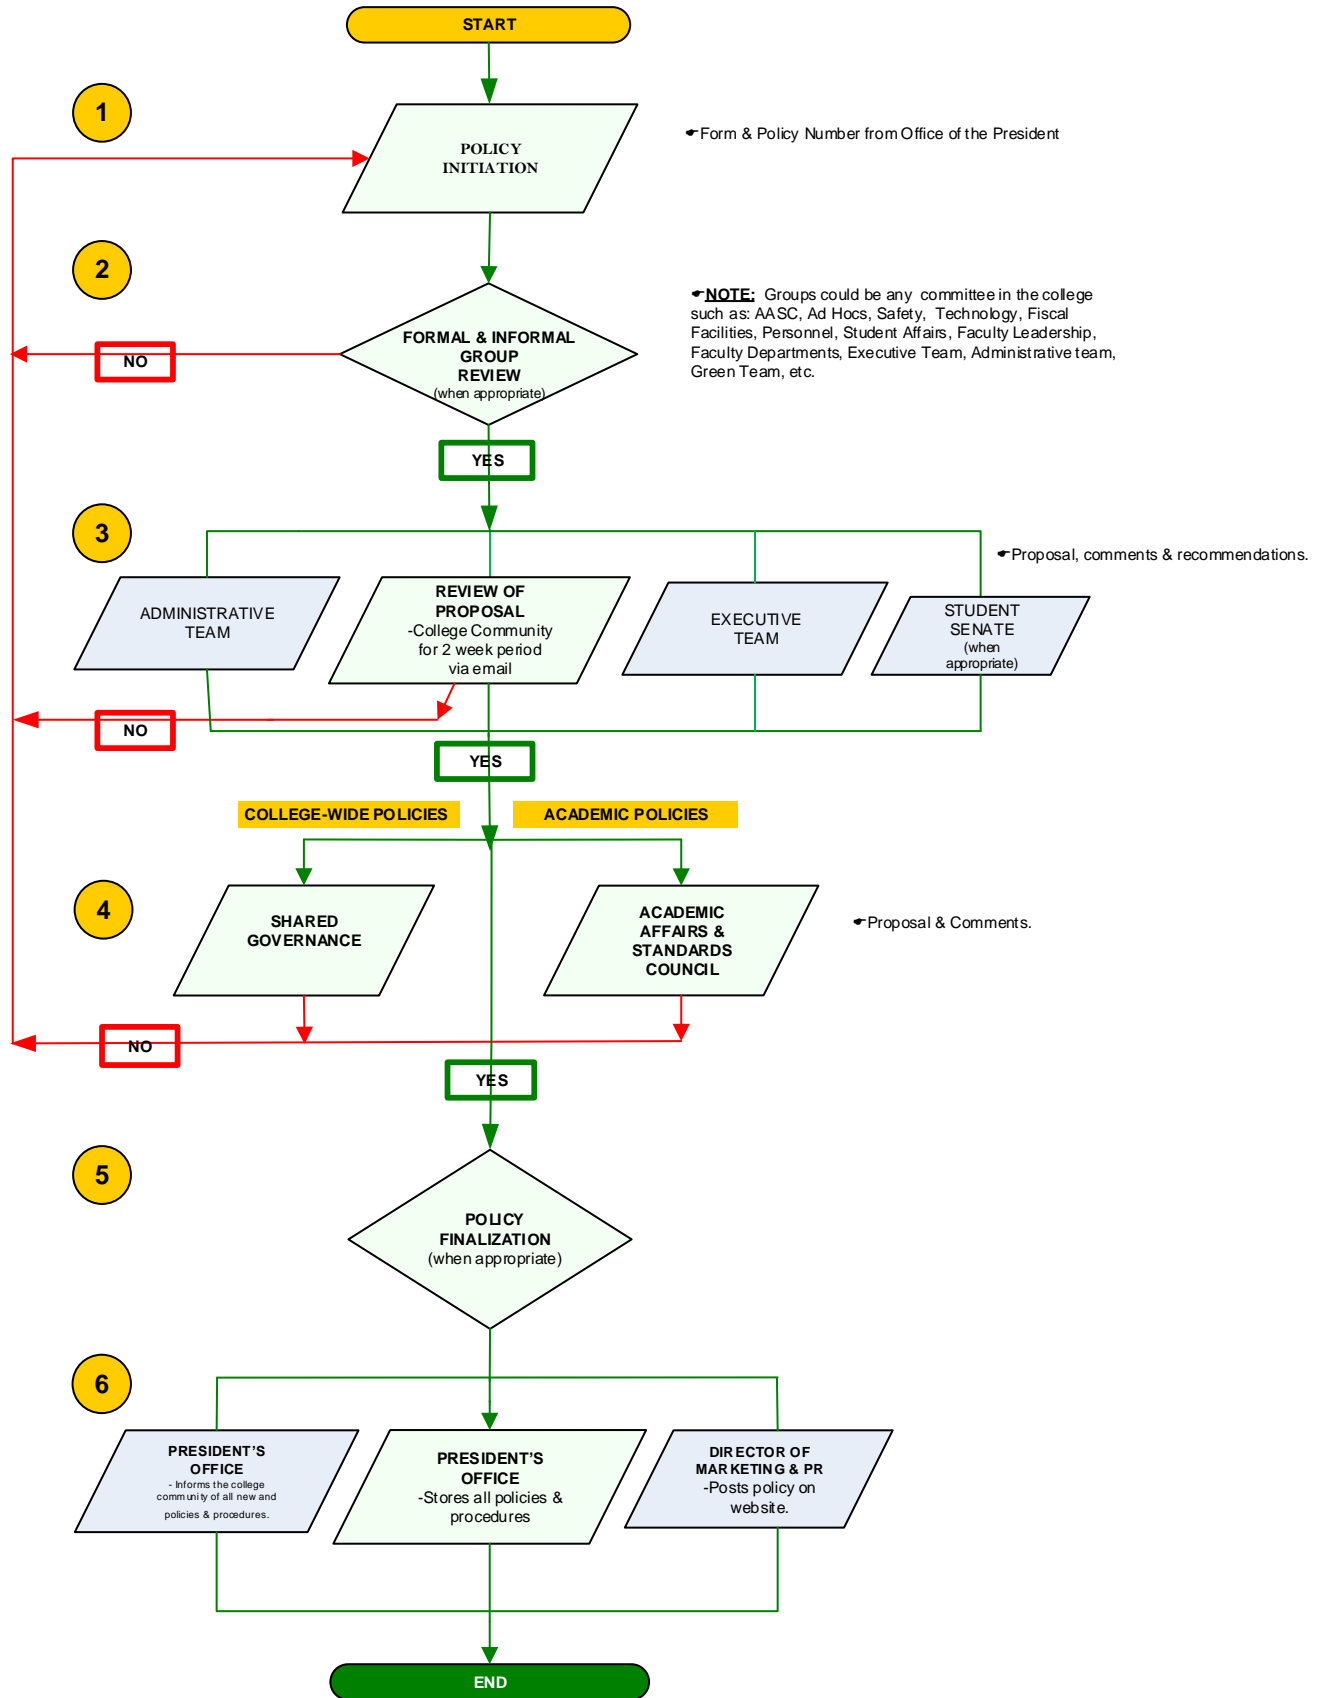 START
1
POLICY
INITIATION
☛Form & Policy Number from Office of the President
2
FORMAL & INFORMAL
GROUP
REVIEW
(when appropriate)
☛NOTE: Groups could be any committee in the college
such as: AASC, Ad Hocs, Safety, Technology, Fiscal
Facilities, Personnel, Student Affairs, Faculty Leadership,
Faculty Departments, Executive Team, Administrative team,
Green Team, etc.
NO
YES
3
☛Proposal, comments & recommendations.
ADMINISTRATIVE
TEAM
REVIEW OF
PROPOSAL
-College Community
for 2 week period
via email
EXECUTIVE
TEAM
STUDENT
SENATE
(when
appropriate)
NO
YES
COLLEGE-WIDE POLICIES
ACADEMIC POLICIES
4
SHARED
GOVERNANCE
ACADEMIC
AFFAIRS &
STANDARDS
COUNCIL
☛Proposal & Comments.
NO
YES
5
POLICY
FINALIZATION
(when appropriate)
6
PRESIDENT'S
OFFICE
- Informs the college
community of all new and
policies & procedures.
PRESIDENT'S
OFFICE
-Stores all policies &
procedures
DIRECTOR OF
MARKETING & PR
-Posts policy on
website.
END